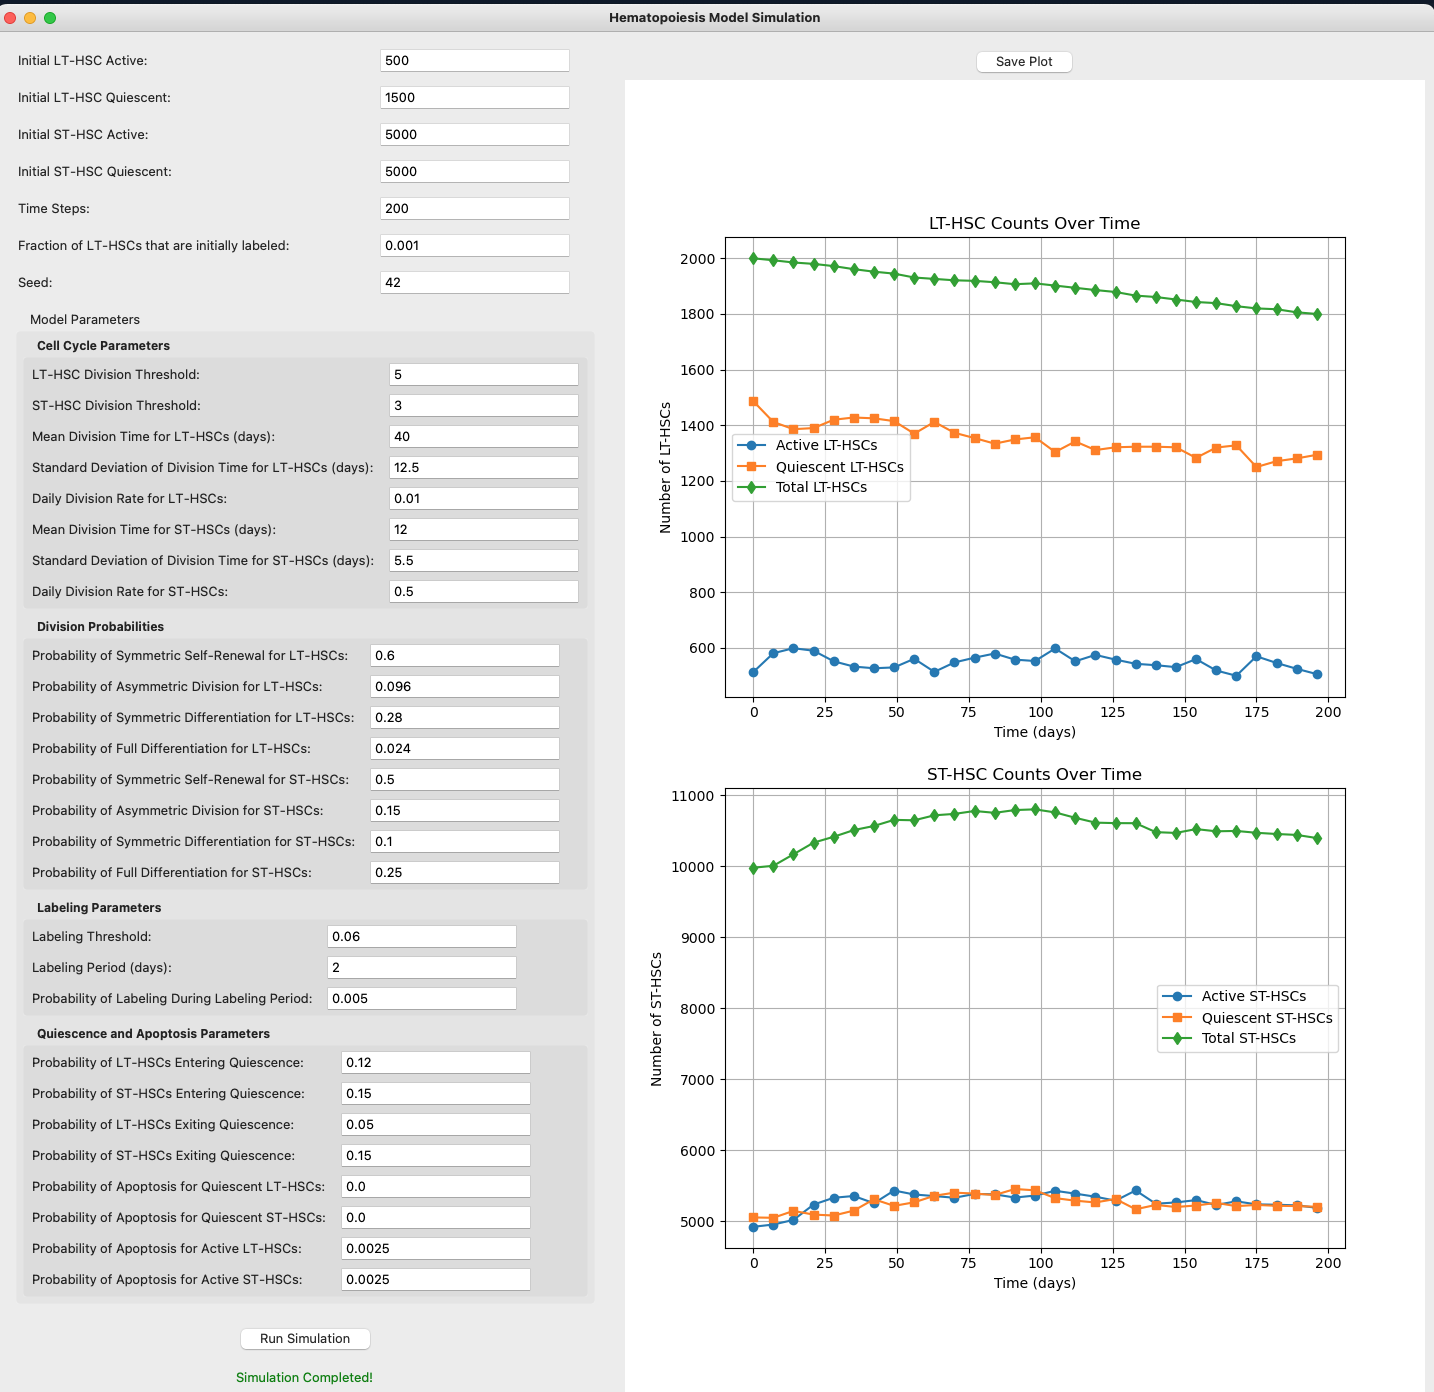 Hematopoiesis Model Simulation
Initial LT-HSC Active: 500
Initial LT-HSC Quiescent: 1500
Initial ST-HSC Active: 5000
Initial ST-HSC Quiescent: 5000
Time Steps: 200
Fraction of LT-HSCs that are initially labeled: 0.001
Seed: 42
Model Parameters
Cell Cycle Parameters
LT-HSC Division Threshold: 5
ST-HSC Division Threshold: 3
Mean Division Time for LT-HSCs (days): 40
Standard Deviation of Division Time for LT-HSCs (days): 12.5
Daily Division Rate for LT-HSCs: 0.01
Mean Division Time for ST-HSCs (days): 12
Standard Deviation of Division Time for ST-HSCs (days): 5.5
Daily Division Rate for ST-HSCs: 0.5
Division Probabilities
Probability of Symmetric Self-Renewal for LT-HSCs: 0.6
Probability of Asymmetric Division for LT-HSCs: 0.096
Probability of Symmetric Differentiation for LT-HSCs: 0.28
Probability of Full Differentiation for LT-HSCs: 0.024
Probability of Symmetric Self-Renewal for ST-HSCs: 0.5
Probability of Asymmetric Division for ST-HSCs: 0.15
Probability of Symmetric Differentiation for ST-HSCs: 0.1
Probability of Full Differentiation for ST-HSCs: 0.25
Labeling Parameters
Labeling Threshold: 0.06
Labeling Period (days): 2
Probability of Labeling During Labeling Period: 0.005
Quiescence and Apoptosis Parameters
Probability of LT-HSCs Entering Quiescence: 0.12
Probability of ST-HSCs Entering Quiescence: 0.15
Probability of LT-HSCs Exiting Quiescence: 0.05
Probability of ST-HSCs Exiting Quiescence: 0.15
Probability of Apoptosis for Quiescent LT-HSCs: 0.0
Probability of Apoptosis for Quiescent ST-HSCs: 0.0
Probability of Apoptosis for Active LT-HSCs: 0.0025
Probability of Apoptosis for Active ST-HSCs: 0.0025
Run Simulation
Simulation Completed!
Save Plot
LT-HSC Counts Over Time
Number of LT-HSCs
2000
1800
1600
1400
1200
1000
800
600
Active LT-HSCs
Quiescent LT-HSCs
Total LT-HSCs
0 25 50 75 100 125 150 175 200
Time (days)
ST-HSC Counts Over Time
Number of ST-HSCs
11000
10000
9000
8000
7000
6000
5000
Active ST-HSCs
Quiescent ST-HSCs
Total ST-HSCs
0 25 50 75 100 125 150 175 200
Time (days)